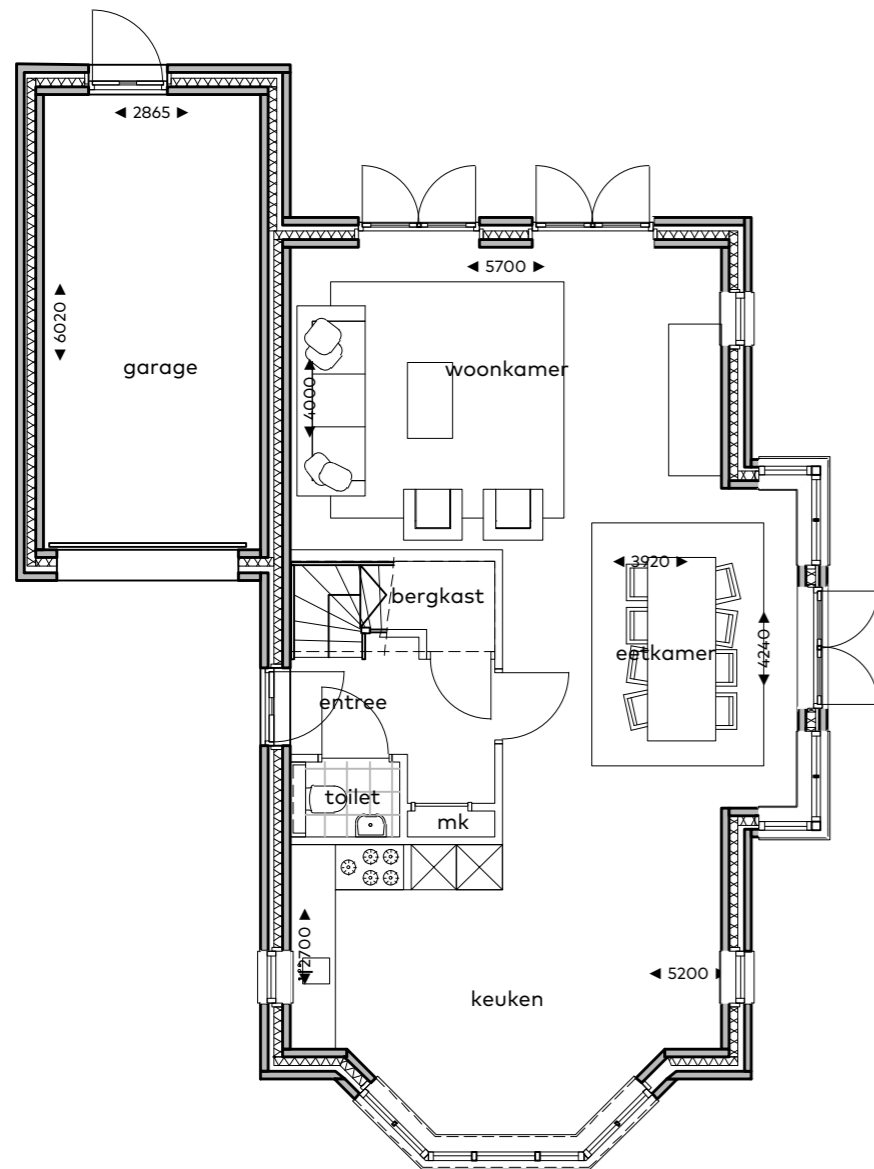 ◄ 2865 ►
◄ 5700 ►
◄ 6020 ►
garage
woonkamer
◄ 4000 ►
◄ 3920 ►
bergkast
eetkamer
◄ 4240 ►
entree
toilet
mk
◄ 2700 ►
◄ 5200 ►
keuken